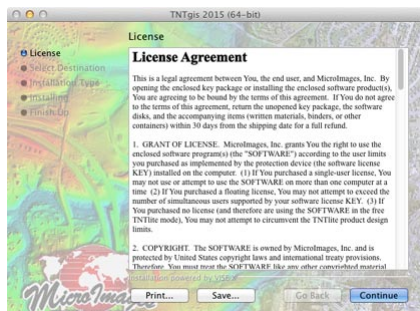 TNTgis 2015 (64-bit)
License
License
Select Destination
Installation Type
Installing
Finish Up
License Agreement
This is a legal agreement between You, the end user, and MicroImages, Inc. By
opening the enclosed key package or installing the enclosed software product(s),
You are agreeing to be bound by the terms of this agreement. If You do not agree
to the terms of this agreement, return the unopened key package, the software
disks, and the accompanying items (written materials, binders, or other
containers) within 30 days from the shipping date for a full refund.
1. GRANT OF LICENSE. MicroImages, Inc. grants You the right to use the
enclosed software program(s) (the "SOFTWARE") according to the user limits
you purchased as implemented by the protection device (the software license
KEY) installed on the computer. (1) If You purchased a single-user license, You
may not use or attempt to use the SOFTWARE on more than one computer at a
time (2) If You purchased a floating license, You may not attempt to exceed the
number of simultaneous users supported by your software license KEY. (3) If
You purchased no license (and therefore are using the SOFTWARE in the free
TNTlite mode), You may not attempt to circumvent the TNTlite product design
limits.
2. COPYRIGHT. The SOFTWARE is owned by MicroImages, Inc. and is
protected by United States copyright laws and international treaty provisions.
Therefore, You must treat the SOFTWARE like any other copyrighted material
Installation powered by VISE X
MicroImages
Print...
Save...
Go Back
Continue